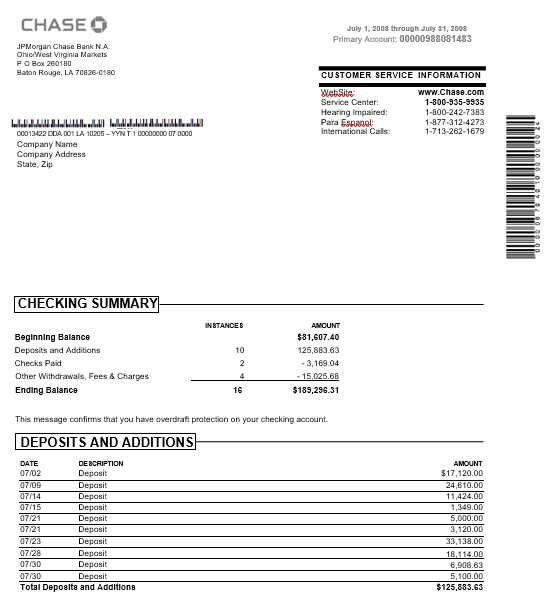 CHASE
July 1, 2008 through July 31, 2008
Primary Account: 00000988081483
JPMorgan Chase Bank N.A.
Ohio/West Virginia Markets
P O Box 260180
Baton Rouge, LA 70826-0180
CUSTOMER SERVICE INFORMATION
WebSite: www.Chase.com
Service Center: 1-800-935-9935
Hearing Impaired: 1-800-242-7383
Para Espanol: 1-877-312-4273
International Calls: 1-713-262-1679
00013422 DDA 001 LA 10205 – YYN T 1 00000000 07 0000
Company Name
Company Address
State, Zip
CHECKING SUMMARY
INSTANCES AMOUNT
Beginning Balance $81,607.40
Deposits and Additions 10 125,883.63
Checks Paid 2 - 3,169.04
Other Withdrawals, Fees & Charges 4 - 15,025.68
Ending Balance 16 $189,296.31
This message confirms that you have overdraft protection on your checking account.
DEPOSITS AND ADDITIONS
DATE DESCRIPTION AMOUNT
07/02 Deposit $17,120.00
07/09 Deposit 24,610.00
07/14 Deposit 11,424.00
07/15 Deposit 1,349.00
07/21 Deposit 5,000.00
07/21 Deposit 3,120.00
07/23 Deposit 33,138.00
07/28 Deposit 18,114.00
07/30 Deposit 6,908.63
07/30 Deposit 5,100.00
Total Deposits and Additions $125,883.63